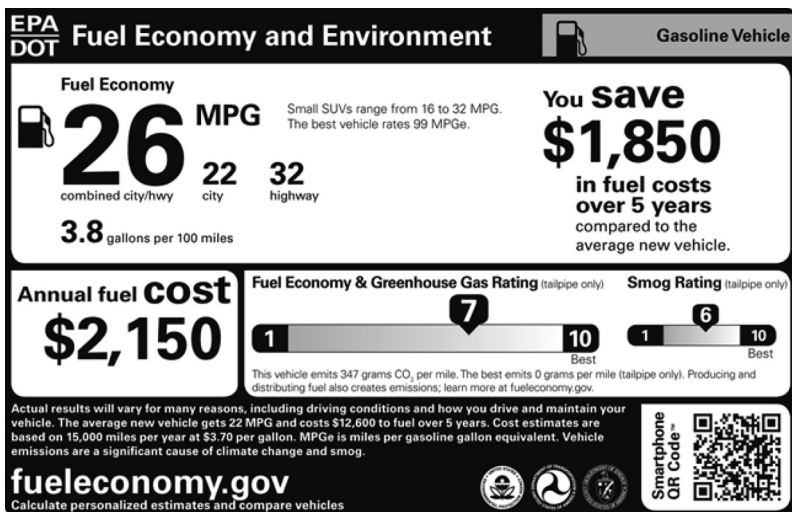 EPA
DOT
Fuel Economy and Environment
Gasoline Vehicle
Fuel Economy
26 MPG
combined city/hwy
22
city
32
highway
Small SUVs range from 16 to 32 MPG.
The best vehicle rates 99 MPGe.
3.8 gallons per 100 miles
You save
$1,850
in fuel costs
over 5 years
compared to the
average new vehicle.
Annual fuel cost
$2,150
Fuel Economy & Greenhouse Gas Rating (tailpipe only)
7
1
10
Best
Smog Rating (tailpipe only)
6
1
10
Best
This vehicle emits 347 grams CO₂ per mile. The best emits 0 grams per mile (tailpipe only). Producing and
distributing fuel also creates emissions; learn more at fueleconomy.gov.
Actual results will vary for many reasons, including driving conditions and how you drive and maintain your
vehicle. The average new vehicle gets 22 MPG and costs $12,600 to fuel over 5 years. Cost estimates are
based on 15,000 miles per year at $3.70 per gallon. MPGe is miles per gasoline gallon equivalent. Vehicle
emissions are a significant cause of climate change and smog.
fueleconomy.gov
Calculate personalized estimates and compare vehicles
Smartphone
QR Code™